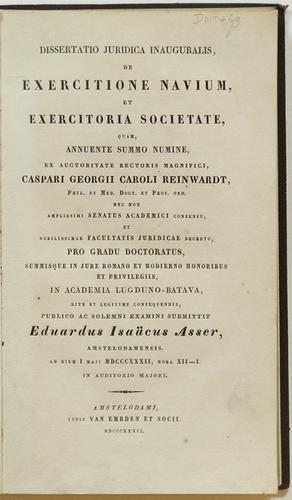 DISSERTATIO JURIDICA INAUGURALIS,
DE
EXERCITIONE NAVIUM,
ET
EXERCITORIA SOCIETATE,
QUAM,
ANNUENTE SUMMO NUMINE,
EX AUCTORITATE RECTORIS MAGNIFICI,
CASPARI GEORGII CAROLI REINWARDT,
PHIL. ET MED. DOCT. ET PROF. ORD.
NEC NON
AMPLISSIMI SENATUS ACADEMICI CONSENSU,
ET
NOBILISSIMAE FACULTATIS JURIDICAE DECRETO,
PRO GRADU DOCTORATUS,
SUMMISQUE IN JURE ROMANO ET HODIERNO HONORIBUS
ET PRIVILEGIIS,
IN ACADEMIA LUGDUNO-BATAVA,
RITE ET LEGITIME CONSEQUENDIS,
PUBLICO AC SOLEMNI EXAMINI SUBMITTIT
Eduardus Isaäcus Asser,
AMSTELODAMENSIS.
AD DIEM I MAJI MDCCCXXXII, HORA XII—I.
IN AUDITORIO MAJORI.
AMSTELODAMI,
TYPIS VAN EMBDEN ET SOCII.
MDCCCXXXII.